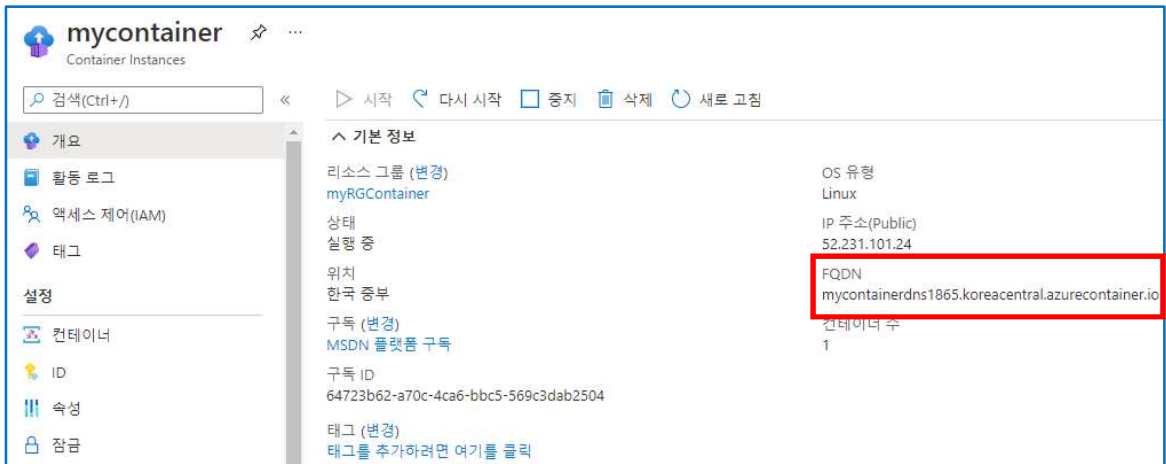 mycontainer
Container Instances
검색(Ctrl+/)
개요
활동 로그
액세스 제어(IAM)
태그
설정
컨테이너
ID
속성
잠금
시작 다시 시작 중지 삭제 새로 고침
기본 정보
리소스 그룹 (변경)
myRGContainer
상태
실행 중
위치
한국 중부
구독 (변경)
MSDN 플랫폼 구독
구독 ID
64723b62-a70c-4ca6-bbc5-569c3dab2504
태그 (변경)
태그를 추가하려면 여기를 클릭
OS 유형
Linux
IP 주소(Public)
52.231.101.24
FQDN
mycontainerdns1865.koreacentral.azurecontainer.io
컨테이너 수
1